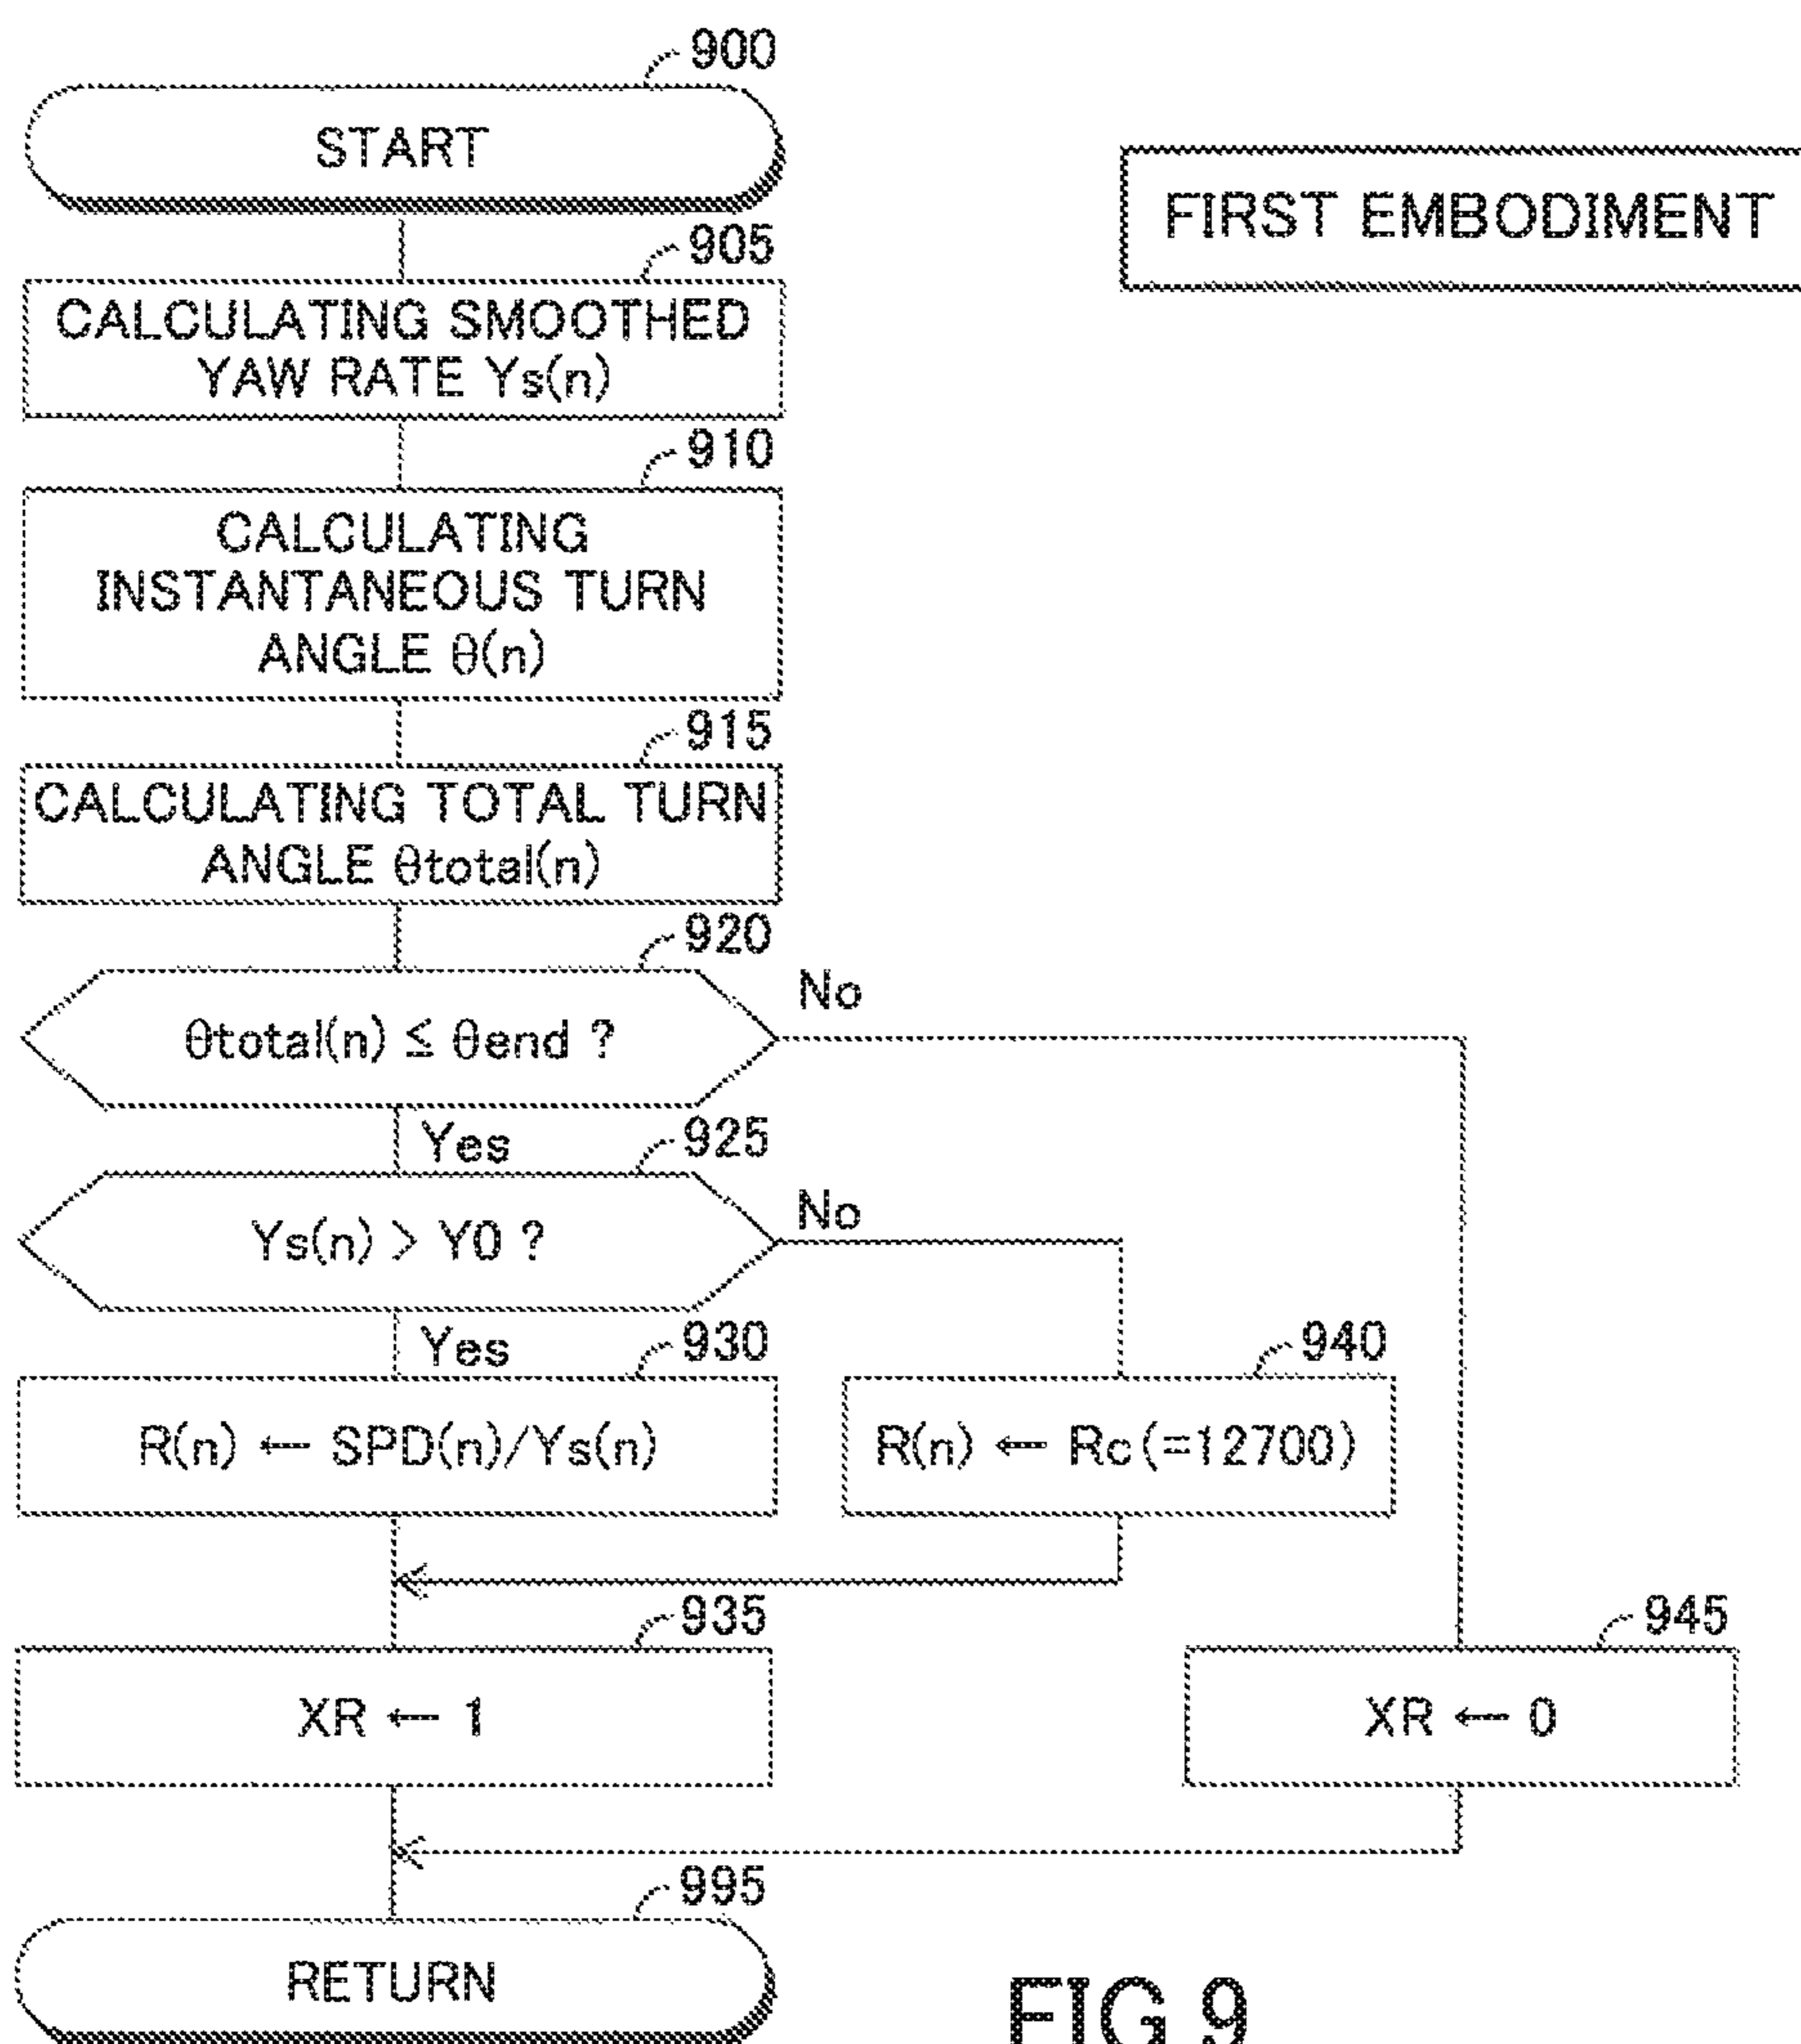 900
START
FIRST EMBODIMENT
905
CALCULATING SMOOTHED
YAW RATE Ys(n)
910
CALCULATING
INSTANTANEOUS TURN
ANGLE θ(n)
915
CALCULATING TOTAL TURN
ANGLE θtotal(n)
920
θtotal(n) ≦ θend ?
No
Yes
925
Ys(n) > Y0 ?
No
Yes
930
R(n) ← SPD(n)/Ys(n)
940
R(n) ← Rc(=12700)
935
XR ← 1
945
XR ← 0
995
RETURN
FIG.9